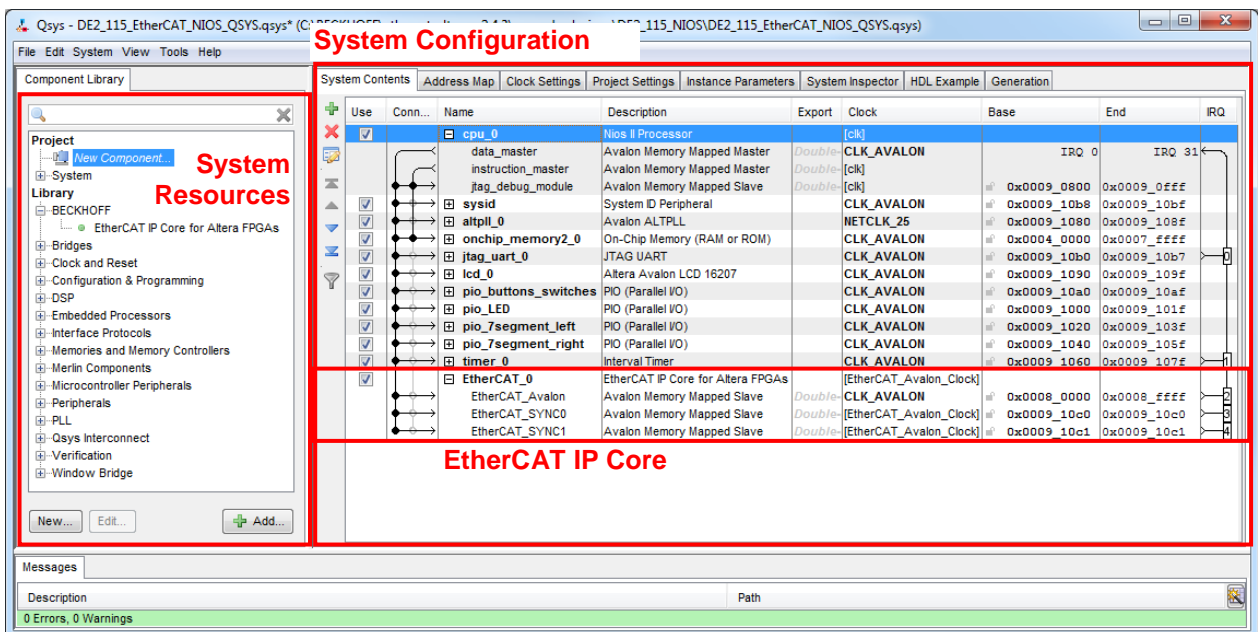 Qsys - DE2_115_EtherCAT_NIOS_QSYS.qsys* (C:\BECKHOFF DE2_115_NIOS\DE2_115_EtherCAT_NIOS_QSYS.qsys)
File Edit System View Tools Help
System Configuration
Component Library
System Contents Address Map Clock Settings Project Settings Instance Parameters System Inspector HDL Example Generation
System Resources
Project
New Component...
System
Library
BECKHOFF
EtherCAT IP Core for Altera FPGAs
Bridges
Clock and Reset
Configuration & Programming
DSP
Embedded Processors
Interface Protocols
Memories and Memory Controllers
Merlin Components
Microcontroller Peripherals
Peripherals
PLL
Qsys Interconnect
Verification
Window Bridge
New... Edit... Add...
Use Conn... Name Description Export Clock Base End IRQ
cpu_0 Nios II Processor [clk]
data_master Avalon Memory Mapped Master Double- CLK_AVALON IRQ 0 IRQ 31
instruction_master Avalon Memory Mapped Master Double- [clk]
jtag_debug_module Avalon Memory Mapped Slave Double- [clk] 0x0009_0800 0x0009_0fff
sysid System ID Peripheral CLK_AVALON 0x0009_10b8 0x0009_10bf
altpll_0 Avalon ALTPLL NETCLK_25 0x0009_1080 0x0009_108f
onchip_memory2_0 On-Chip Memory (RAM or ROM) CLK_AVALON 0x0004_0000 0x0007_ffff
jtag_uart_0 JTAG UART CLK_AVALON 0x0009_10b0 0x0009_10b7 0
lcd_0 Altera Avalon LCD 16207 CLK_AVALON 0x0009_1090 0x0009_109f
pio_buttons_switches PIO (Parallel I/O) CLK_AVALON 0x0009_10a0 0x0009_10af
pio_LED PIO (Parallel I/O) CLK_AVALON 0x0009_1000 0x0009_101f
pio_7segment_left PIO (Parallel I/O) CLK_AVALON 0x0009_1020 0x0009_103f
pio_7segment_right PIO (Parallel I/O) CLK_AVALON 0x0009_1040 0x0009_105f
timer_0 Interval Timer CLK_AVALON 0x0009_1060 0x0009_107f 1
EtherCAT_0 EtherCAT IP Core for Altera FPGAs [EtherCAT_Avalon_Clock]
EtherCAT_Avalon Avalon Memory Mapped Slave Double- CLK_AVALON 0x0008_0000 0x0008_ffff 2
EtherCAT_SYNC0 Avalon Memory Mapped Slave Double- [EtherCAT_Avalon_Clock] 0x0009_10c0 0x0009_10c0 3
EtherCAT_SYNC1 Avalon Memory Mapped Slave Double- [EtherCAT_Avalon_Clock] 0x0009_10c1 0x0009_10c1 4
EtherCAT IP Core
Messages
Description Path
0 Errors, 0 Warnings